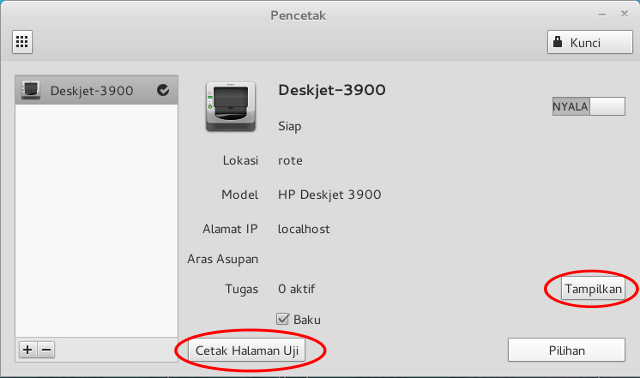 Pencetak
Kunci
Deskjet-3900
Deskjet-3900
NYALA
Siap
Lokasi rote
Model HP Deskjet 3900
Alamat IP localhost
Aras Asupan
Tugas 0 aktif Tampilkan
Baku
Cetak Halaman Uji Pilihan